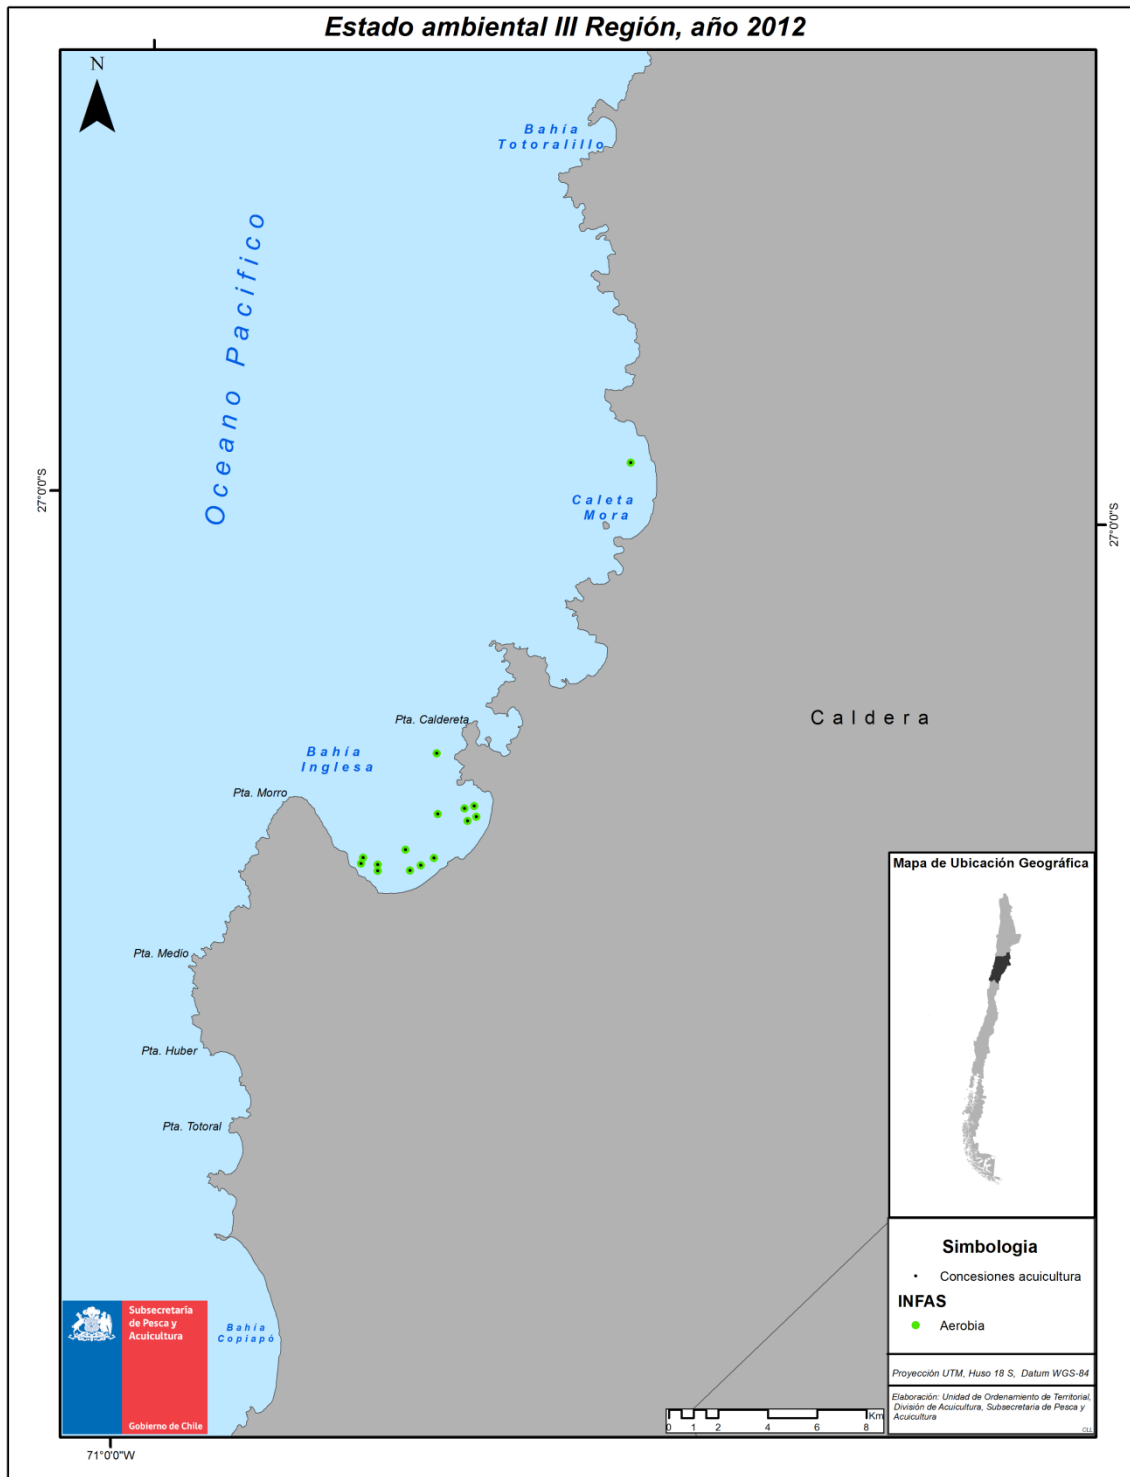 Estado ambiental III Región, año 2012
N
Bahía
Totoralillo
Oceano Pacifico
27°0'0"S
Caleta
Mora
27°0'0"S
Pta. Caldereta
Caldera
Bahía
Inglesa
Pta. Morro
Mapa de Ubicación Geográfica
Pta. Medio
Pta. Huber
Pta. Totoral
Simbologia
Concesiones acuicultura
INFAS
Aerobia
Subsecretaría
de Pesca y
Acuicultura
Gobierno de Chile
Bahía
Copiapó
Proyección UTM, Huso 18 S, Datum WGS-84
Elaboración: Unidad de Ordenamiento de Territorial,
División de Acuicultura, Subsecretaria de Pesca y
Acuicultura
CLL
Km
0 1 2 4 6 8
71°0'0"W